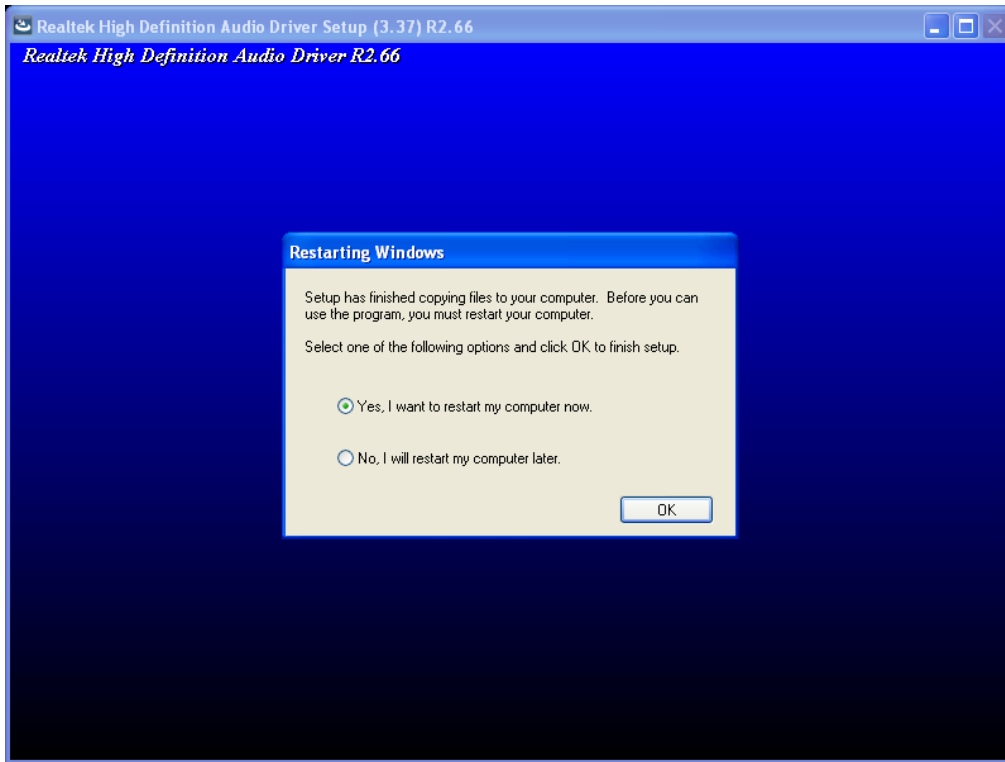 Realtek High Definition Audio Driver Setup (3.37) R2.66
Realtek High Definition Audio Driver R2.66
Restarting Windows
Setup has finished copying files to your computer.  Before you can
use the program, you must restart your computer.
Select one of the following options and click OK to finish setup.
Yes, I want to restart my computer now.
No, I will restart my computer later.
OK